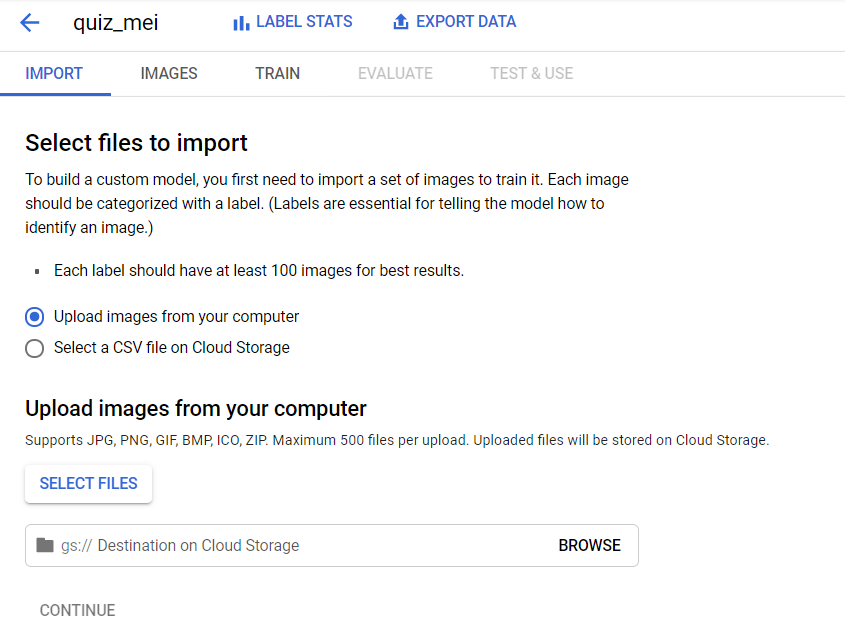 quiz_mei LABEL STATS EXPORT DATA
IMPORT IMAGES TRAIN EVALUATE TEST & USE
Select files to import
To build a custom model, you first need to import a set of images to train it. Each image
should be categorized with a label. (Labels are essential for telling the model how to
identify an image.)
Each label should have at least 100 images for best results.
Upload images from your computer
Select a CSV file on Cloud Storage
Upload images from your computer
Supports JPG, PNG, GIF, BMP, ICO, ZIP. Maximum 500 files per upload. Uploaded files will be stored on Cloud Storage.
SELECT FILES
gs:// Destination on Cloud Storage BROWSE
CONTINUE